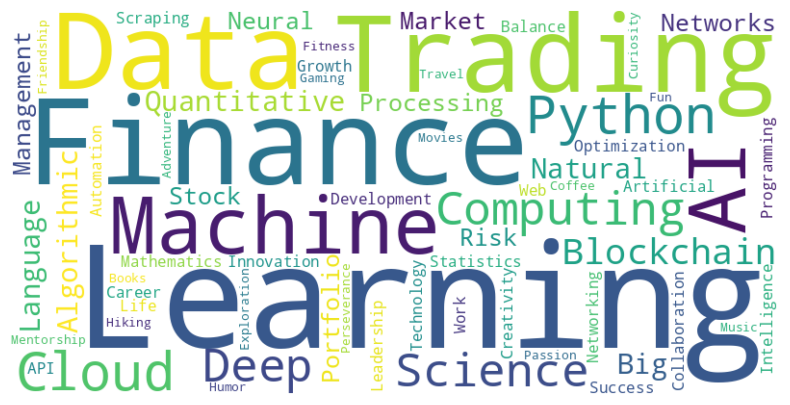 Scraping
Neural
Data
Trading
Market
Balance
Networks
Management
Friendship
Fitness
Growth
Gaming
Travel
Curiosity
Quantitative
Processing
Finance
Python
Fun
Adventure
Movies
Optimization
Programming
Automation
Algorithmic
Natural
AI
Stock
Development
Web
Coffee
Artificial
Machine
Computing
Language
Risk
Blockchain
Mathematics
Innovation
Statistics
Learning
Books
Career
Life
Hiking
Exploration
Portfolio
Perseverance
Leadership
Technology
Work
Creativity
Networking
Collaboration
Music
Intelligence
Mentorship
Cloud
API
Deep
Humor
Science
Passion
Big
Success